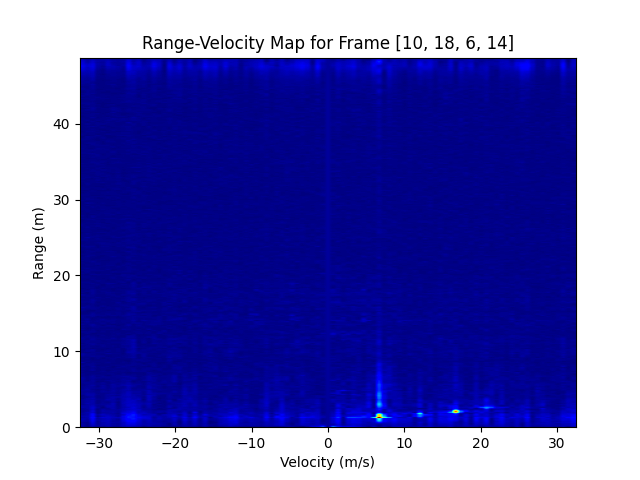 Range-Velocity Map for Frame [10, 18, 6, 14]
40
30
20
10
0
Range (m)
−30 −20 −10 0 10 20 30
Velocity (m/s)